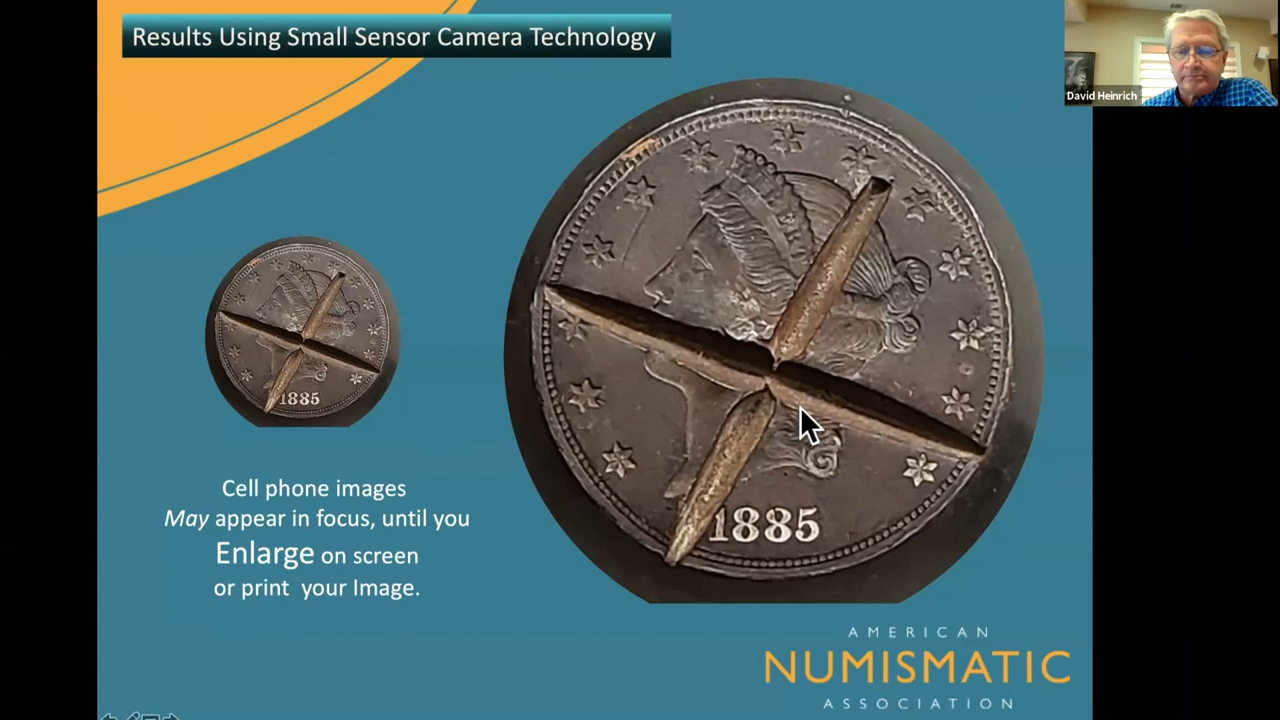 Results Using Small Sensor Camera Technology
David Heinrich
1885
1885
Cell phone images
May appear in focus, until you
Enlarge on screen
or print your Image.
AMERICAN
NUMISMATIC
ASSOCIATION